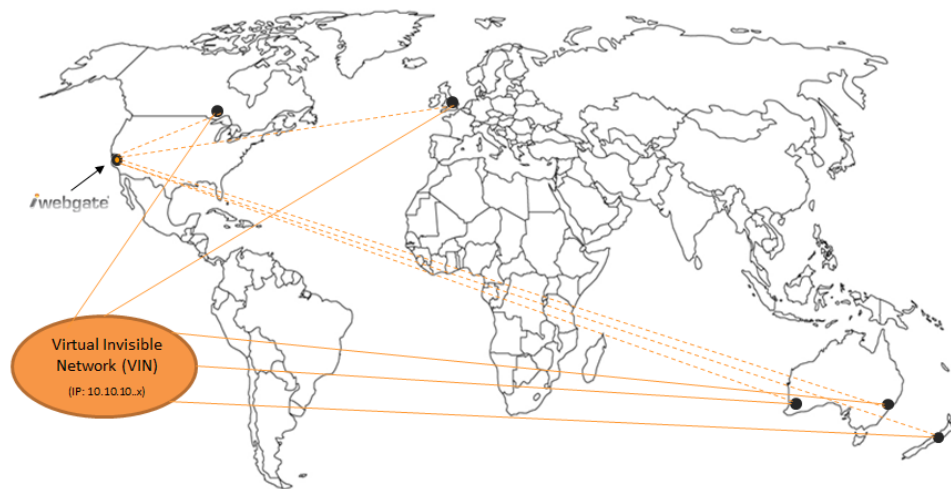 iwebgate
Virtual Invisible
Network (VIN)
(IP: 10.10.10..x)